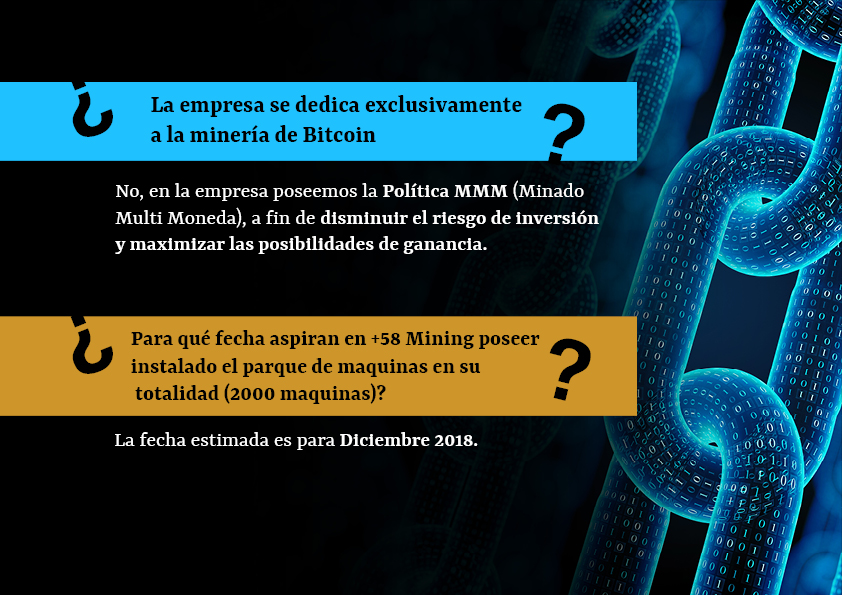 ¿
La empresa se dedica exclusivamente
a la minería de Bitcoin
?
No, en la empresa poseemos la Política MMM (Minado
Multi Moneda), a fin de disminuir el riesgo de inversión
y maximizar las posibilidades de ganancia.
¿
Para qué fecha aspiran en +58 Mining poseer
instalado el parque de maquinas en su
totalidad (2000 maquinas)?
?
La fecha estimada es para Diciembre 2018.